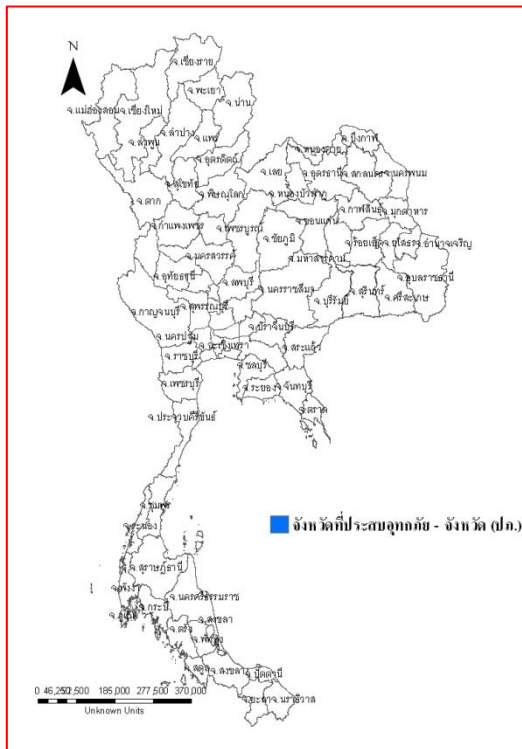 N
จ.เชียงราย
จ.พะเยา
จ.น่าน
จ.แม่ฮ่องสอน จ.เชียงใหม่
จ.ลำปาง จ.แพร่
จ.ลำพูน
จ.บึงกาฬ
จ.หนองคาย
จ.อุตรดิตถ์
จ.เลย จ.อุดรธานี จ.สกลนคร จ.นครพนม
จ.สุโขทัย
จ.พิษณุโลก จ.หนองบัวลำภู
จ.ตาก
จ.กาฬสินธุ์ จ.มุกดาหาร
จ.กำแพงเพชร จ.เพชรบูรณ์ จ.ขอนแก่น
จ.ชัยภูมิ จ.ร้อยเอ็ด จ.ยโสธร จ.อำนาจเจริญ
จ.นครสวรรค์ จ.มหาสารคาม
จ.อุทัยธานี จ.อุบลราชธานี
จ.ลพบุรี จ.นครราชสีมา จ.สุรินทร์
จ.บุรีรัมย์ จ.ศรีสะเกษ
จ.สุพรรณบุรี
จ.กาญจนบุรี
จ.ปราจีนบุรี
จ.นครปฐม จ.ฉะเชิงเทรา จ.สระแก้ว
จ.ราชบุรี
จ.ชลบุรี
จ.เพชรบุรี
จ.ระยอง จ.จันทบุรี
จ.ตราด
จ.ประจวบคีรีขันธ์
จ.ชุมพร
จ.ระนอง
จังหวัดที่ประสบอุทกภัย - จังหวัด (ปภ.)
จ.สุราษฎร์ธานี
จ.พังงา
จ.นครศรีธรรมราช
จ.กระบี่
จ.ภูเก็ต จ.สงขลา
จ.ตรัง
จ.พัทลุง
จ.สตูล จ.สงขลา จ.ปัตตานี
จ.ยะลา จ.นราธิวาส
0 46,250 92,500 185,000 277,500 370,000
Unknown Units